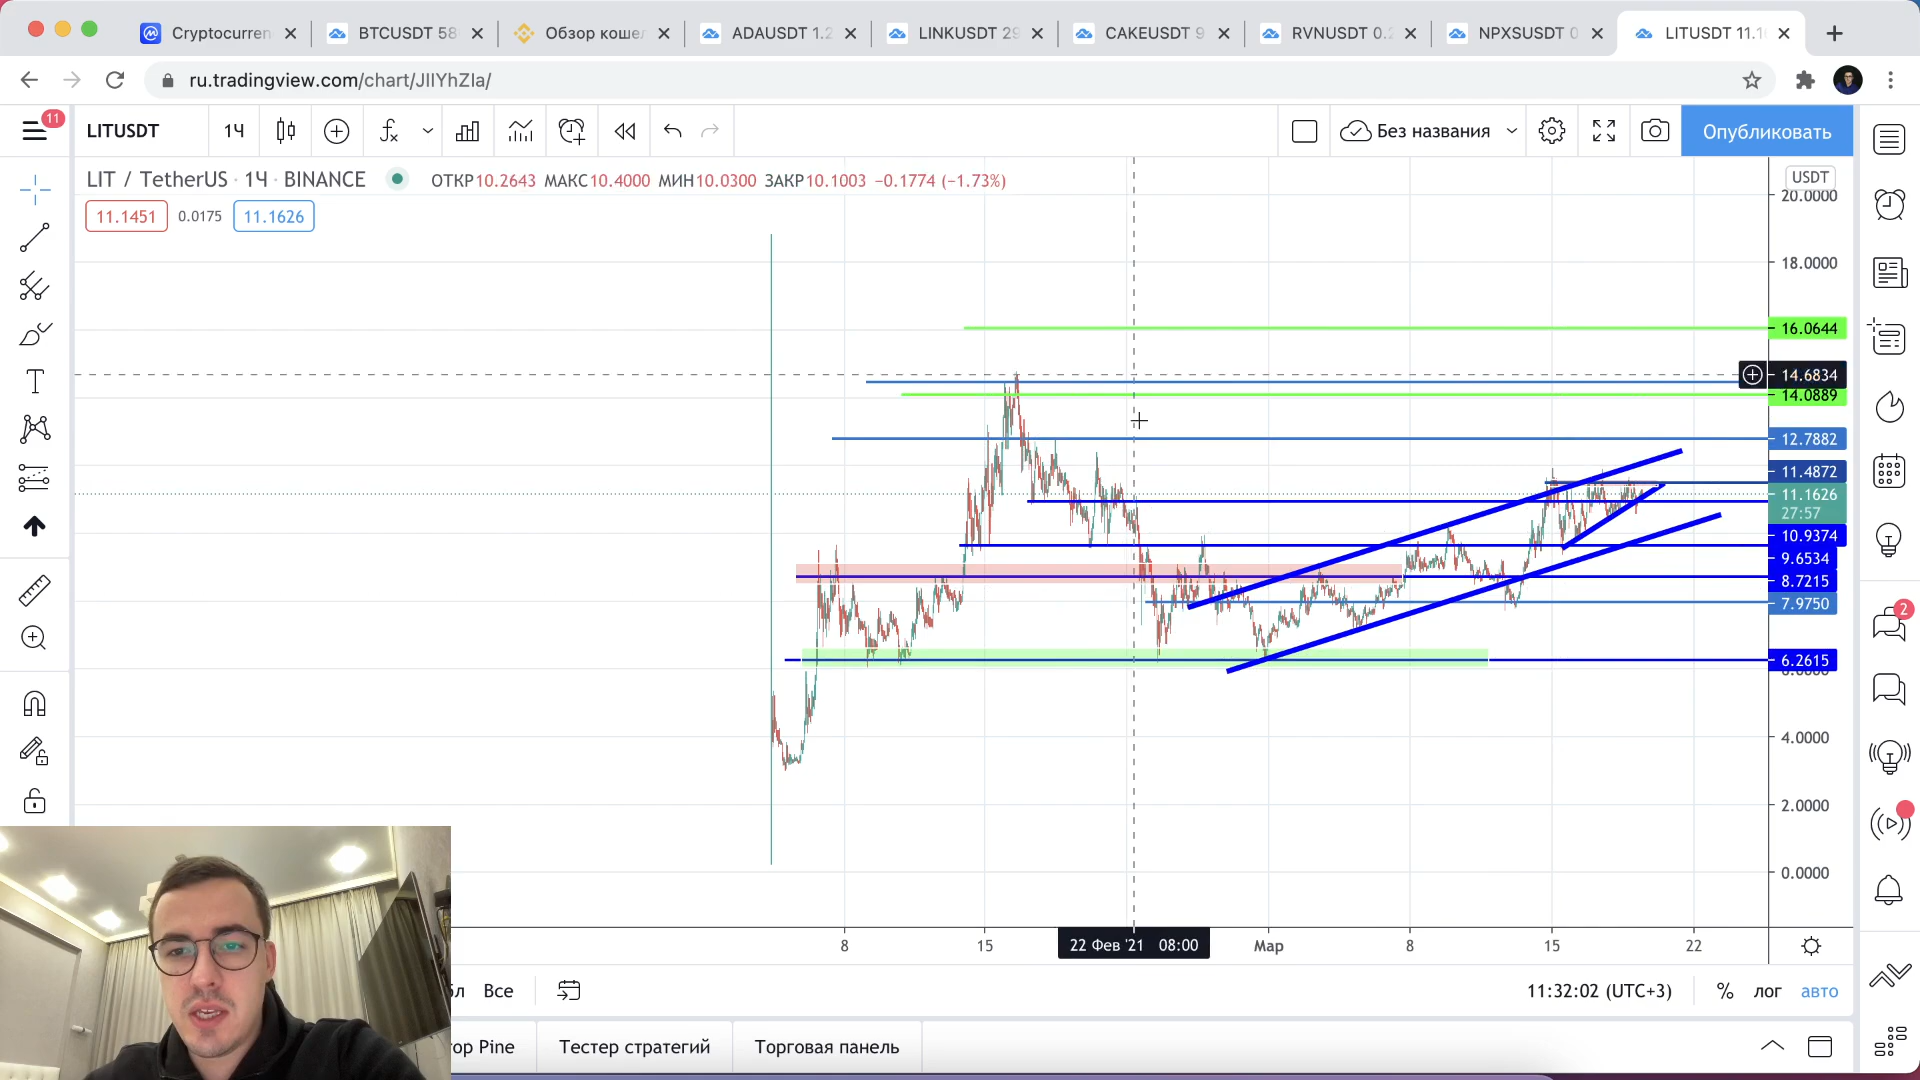 Cryptocurren
BTCUSDT 58
Обзор коше
ADAUSDT 1.2
LINKUSDT 29
CAKEUSDT 9
RVNUSDT 0.2
NPXSUSDT 0
LITUSDT 11.1
ru.tradingview.com/chart/JlIYhZIa/
11
LITUSDT
1Ч
Без названия
Опубликовать
LIT / TetherUS · 1Ч · BINANCE
ОТКР10.2643 МАКС10.4000 МИН10.0300 ЗАКР10.1003 −0.1774 (−1.73%)
USDT
11.1451
0.0175
11.1626
20.0000
18.0000
16.0644
14.6834
14.0889
12.7882
11.4872
11.1626
27:57
10.9374
9.6534
8.7215
7.9750
2
6.2615
4.0000
2.0000
0.0000
8
15
22 Фев '21 08:00
Мар
8
15
22
Все
11:32:02 (UTC+3)
%
лог
авто
ор Pine
Тестер стратегий
Торговая панель